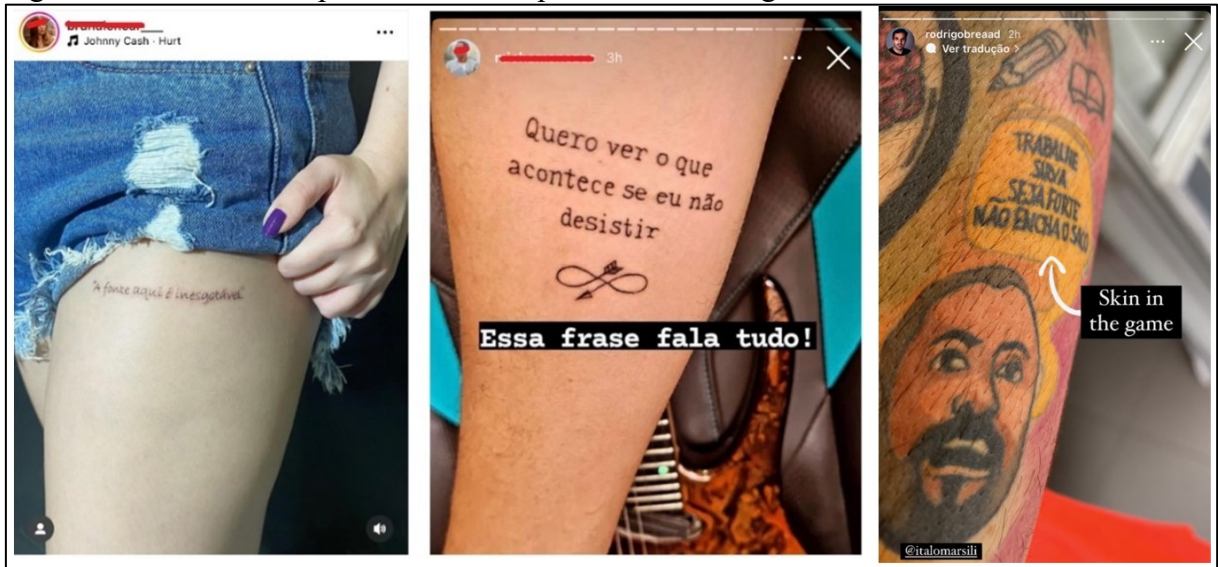 Johnny Cash · Hurt
"A fonte aqui é inesgotável"
3h
Quero ver o que
acontece se eu não
desistir
Essa frase fala tudo!
rodrigobreaad 2h
Ver tradução >
TRABALHE
SIRVA
SEJA FORTE
NÃO ENCHA O SACO
Skin in
the game
@italomarsili